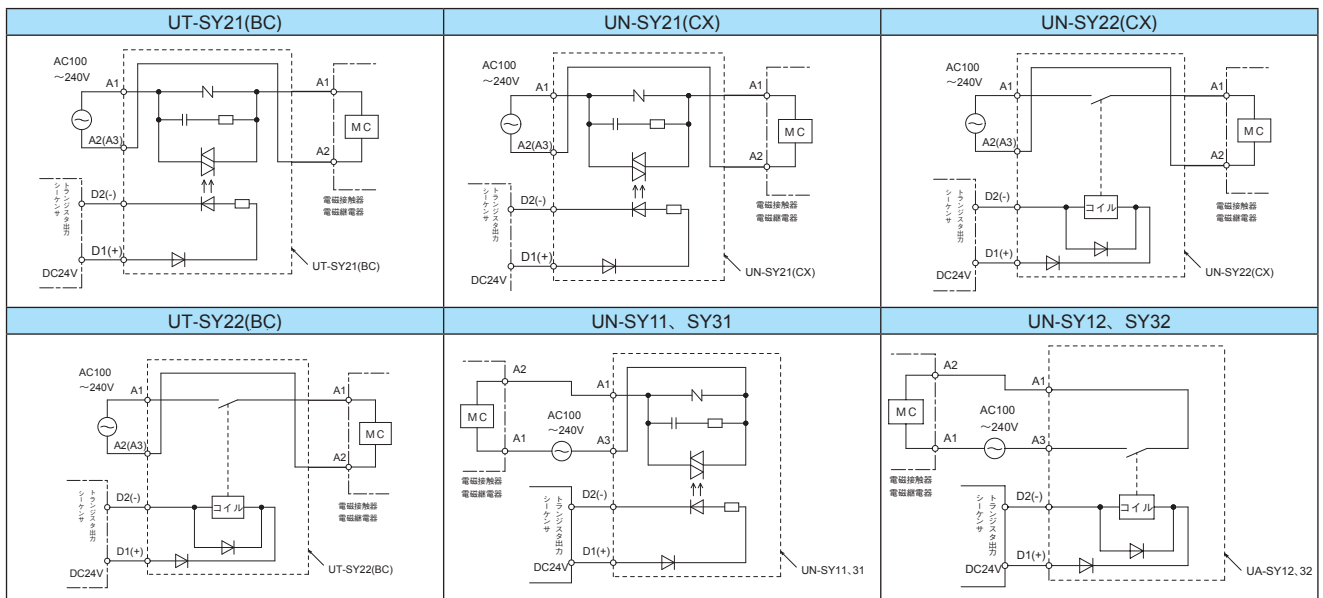 UT-SY21(BC)
UN-SY21(CX)
UN-SY22(CX)
AC100
～240V
A1
A1
MC
A2(A3)
A2
トランジスタ出力
シーケンサ
D2(-)
電磁接触器
電磁継電器
D1(+)
DC24V
UT-SY21(BC)
AC100
～240V
A1
A1
MC
A2(A3)
A2
トランジスタ出力
シーケンサ
D2(-)
電磁接触器
電磁継電器
D1(+)
DC24V
UN-SY21(CX)
AC100
～240V
A1
A1
MC
A2(A3)
A2
トランジスタ出力
シーケンサ
D2(-)
コイル
電磁接触器
電磁継電器
D1(+)
DC24V
UN-SY22(CX)
UT-SY22(BC)
UN-SY11、SY31
UN-SY12、SY32
AC100
～240V
A1
A1
MC
A2(A3)
A2
トランジスタ出力
シーケンサ
D2(-)
コイル
電磁接触器
電磁継電器
D1(+)
DC24V
UT-SY22(BC)
A2
A1
MC
AC100
～240V
A1
A3
電磁接触器
電磁継電器
トランジスタ出力
シーケンサ
D2(-)
D1(+)
DC24V
UN-SY11、31
A2
A1
MC
AC100
～240V
A1
A3
電磁接触器
電磁継電器
トランジスタ出力
シーケンサ
D2(-)
コイル
D1(+)
DC24V
UA-SY12、32